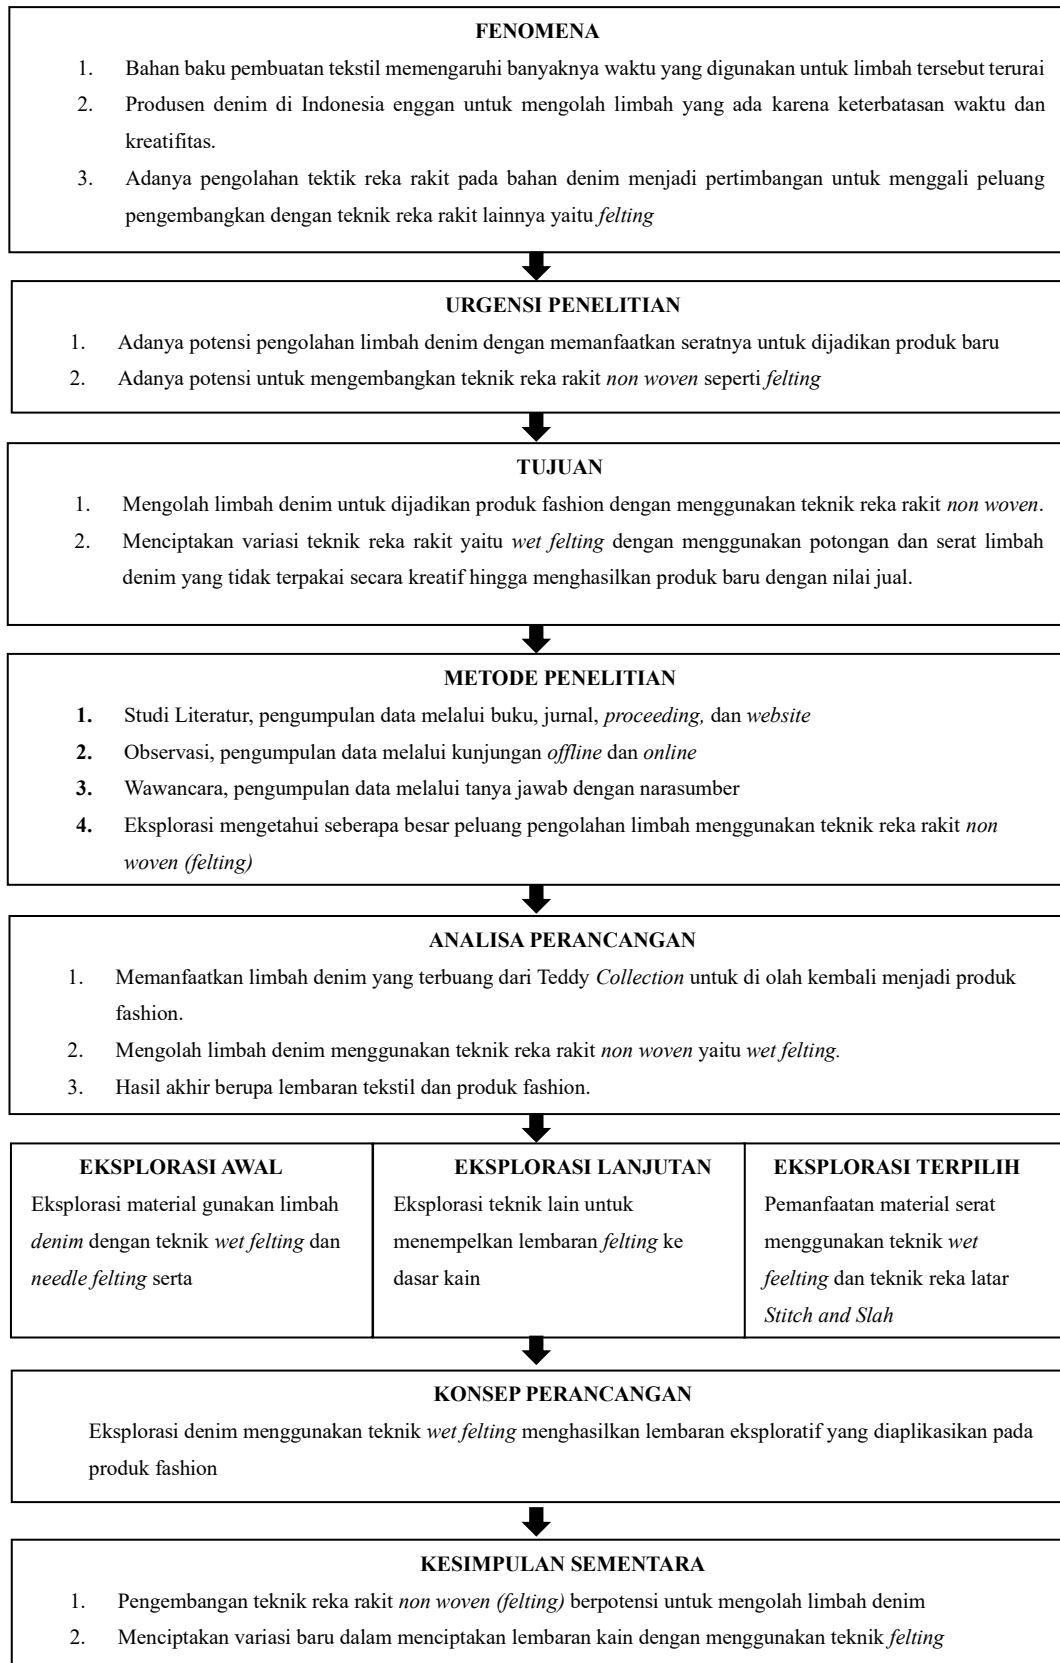 FENOMENA
1. Bahan baku pembuatan tekstil memengaruhi banyaknya waktu yang digunakan untuk limbah tersebut terurai
2. Produsen denim di Indonesia enggan untuk mengolah limbah yang ada karena keterbatasan waktu dan
kreatifitas.
3. Adanya pengolahan tektik reka rakit pada bahan denim menjadi pertimbangan untuk menggali peluang
pengembangkan dengan teknik reka rakit lainnya yaitu felting
URGENSI PENELITIAN
1. Adanya potensi pengolahan limbah denim dengan memanfaatkan seratnya untuk dijadikan produk baru
2. Adanya potensi untuk mengembangkan teknik reka rakit non woven seperti felting
TUJUAN
1. Mengolah limbah denim untuk dijadikan produk fashion dengan menggunakan teknik reka rakit non woven.
2. Menciptakan variasi teknik reka rakit yaitu wet felting dengan menggunakan potongan dan serat limbah
denim yang tidak terpakai secara kreatif hingga menghasilkan produk baru dengan nilai jual.
METODE PENELITIAN
1. Studi Literatur, pengumpulan data melalui buku, jurnal, proceeding, dan website
2. Observasi, pengumpulan data melalui kunjungan offline dan online
3. Wawancara, pengumpulan data melalui tanya jawab dengan narasumber
4. Eksplorasi mengetahui seberapa besar peluang pengolahan limbah menggunakan teknik reka rakit non
woven (felting)
ANALISA PERANCANGAN
1. Memanfaatkan limbah denim yang terbuang dari Teddy Collection untuk di olah kembali menjadi produk
fashion.
2. Mengolah limbah denim menggunakan teknik reka rakit non woven yaitu wet felting.
3. Hasil akhir berupa lembaran tekstil dan produk fashion.
EKSPLORASI AWAL
Eksplorasi material gunakan limbah
denim dengan teknik wet felting dan
needle felting serta
EKSPLORASI LANJUTAN
Eksplorasi teknik lain untuk
menempelkan lembaran felting ke
dasar kain
EKSPLORASI TERPILIH
Pemanfaatan material serat
menggunakan teknik wet
feelting dan teknik reka latar
Stitch and Slah
KONSEP PERANCANGAN
Eksplorasi denim menggunakan teknik wet felting menghasilkan lembaran eksploratif yang diaplikasikan pada
produk fashion
KESIMPULAN SEMENTARA
1. Pengembangan teknik reka rakit non woven (felting) berpotensi untuk mengolah limbah denim
2. Menciptakan variasi baru dalam menciptakan lembaran kain dengan menggunakan teknik felting